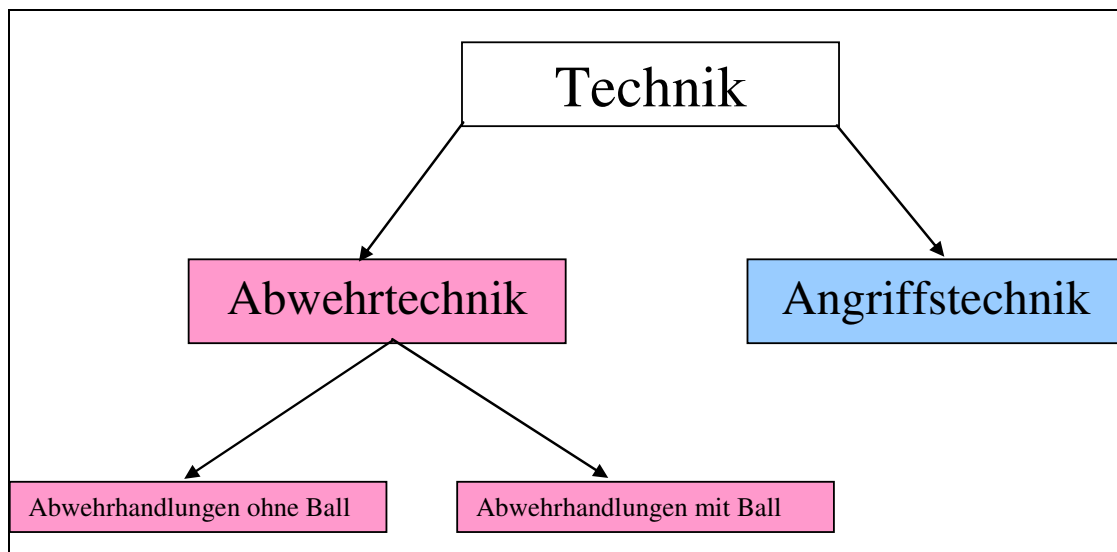 Technik
Abwehrtechnik
Angriffstechnik
Abwehrhandlungen ohne Ball
Abwehrhandlungen mit Ball